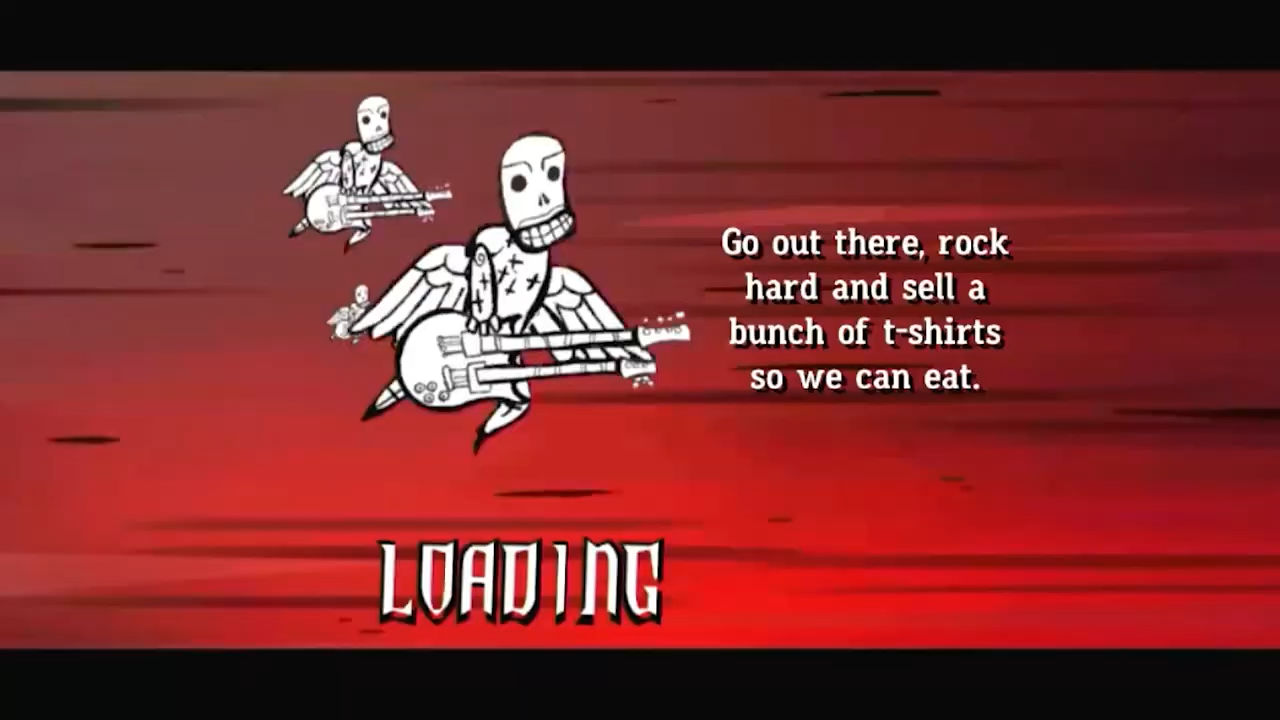 Go out there, rock
hard and sell a
bunch of t-shirts
so we can eat.
LOADING